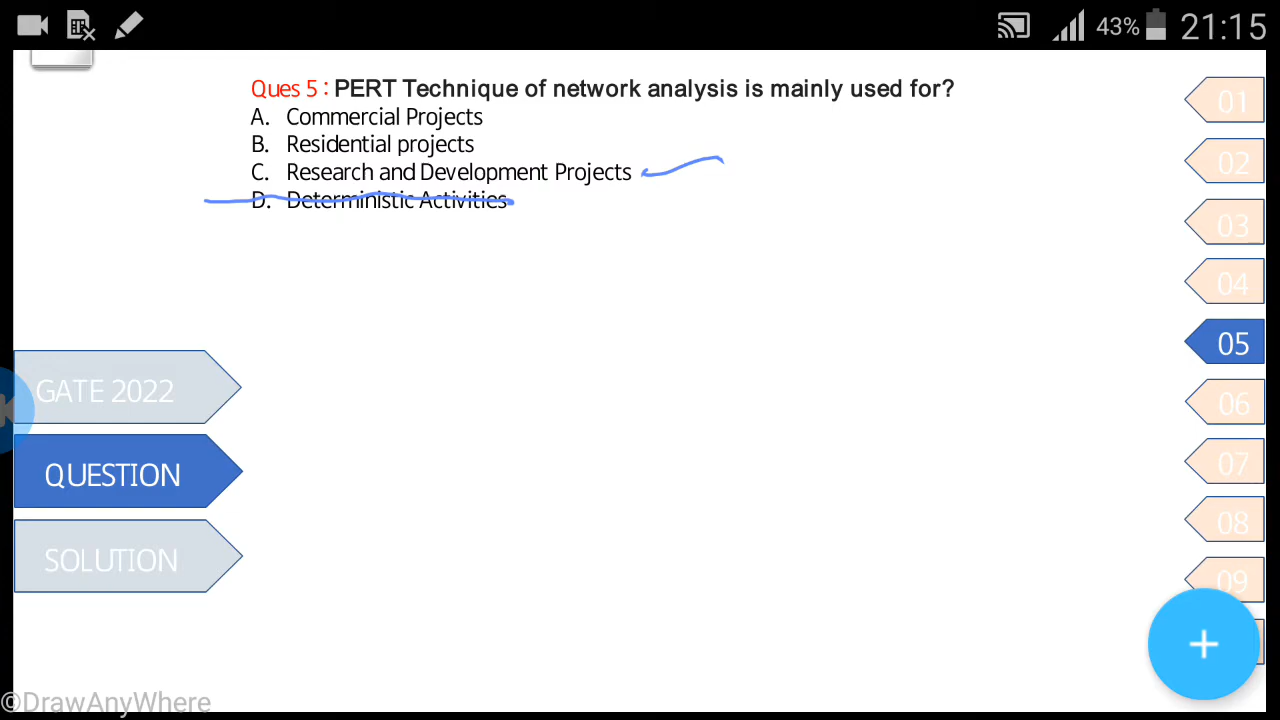 43% 21:15
Ques 5 : PERT Technique of network analysis is mainly used for?
A. Commercial Projects
B. Residential projects
C. Research and Development Projects
D. Deterministic Activities
01
02
03
04
05
06
07
08
09
GATE 2022
QUESTION
SOLUTION
+
©DrawAnyWhere